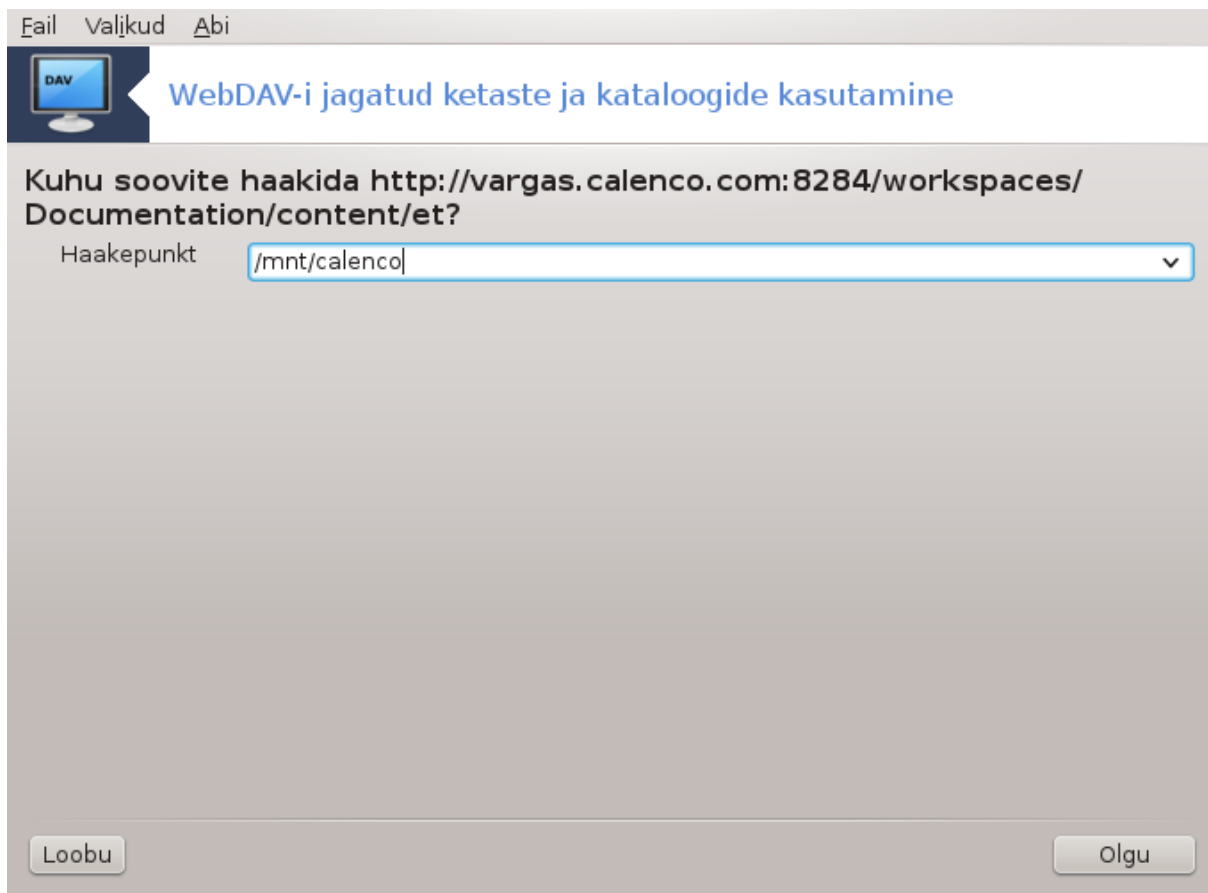 Fail Valikud Abi
DAV
WebDAV-i jagatud ketaste ja kataloogide kasutamine
Kuhu soovite haakida http://vargas.calenco.com:8284/workspaces/
Documentation/content/et?
Haakepunkt /mnt/calenco
Loobu Olgu